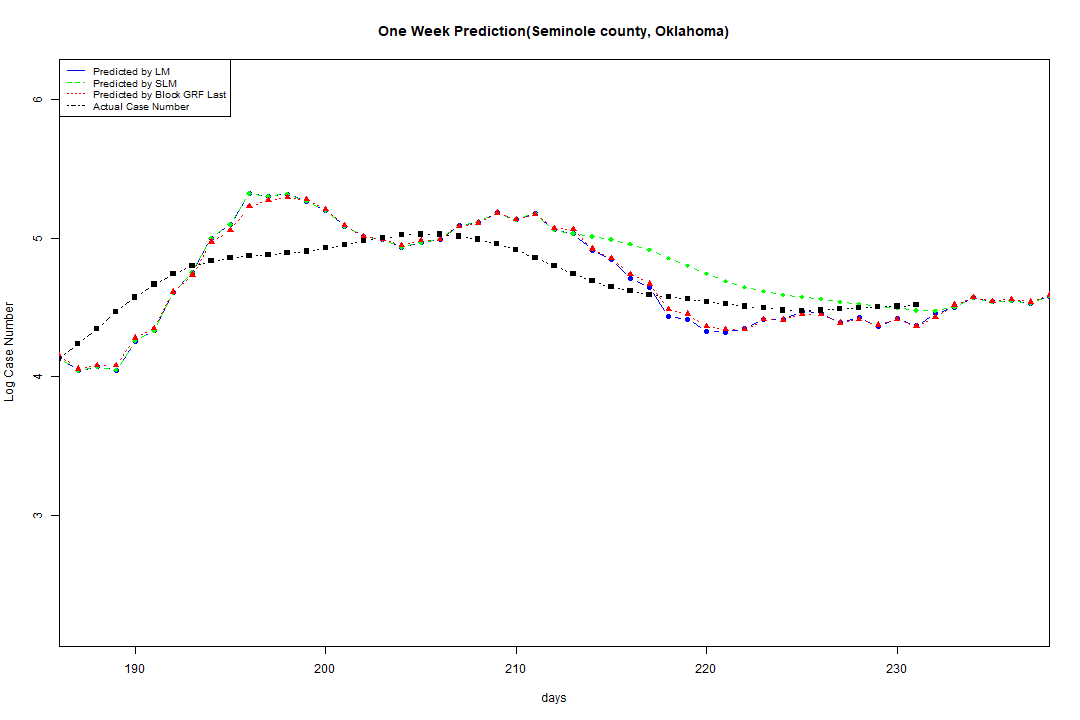 One Week Prediction(Seminole county, Oklahoma)
Predicted by LM
Predicted by SLM
Predicted by Block GRF Last
Actual Case Number
6
5
4
3
Log Case Number
190 200 210 220 230
days